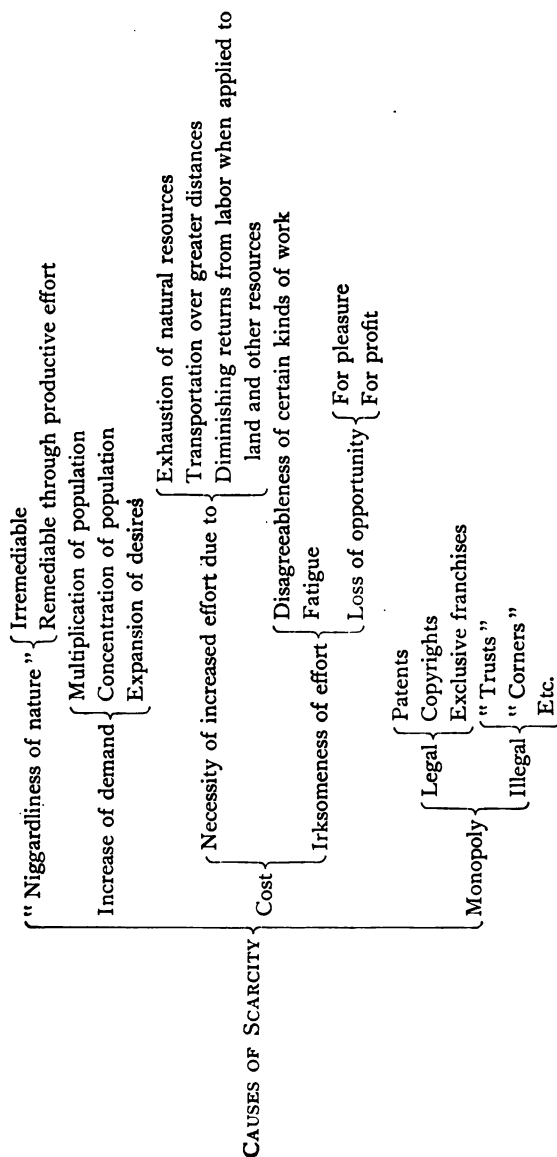 CAUSES OF SCARCITY
" Niggardliness of nature "
Irremediable
Remediable through productive effort
Increase of demand
Multiplication of population
Concentration of population
Expansion of desires
Cost
Necessity of increased effort due to
Exhaustion of natural resources
Transportation over greater distances
Diminishing returns from labor when applied to
land and other resources
Irksomeness of effort
Disagreeableness of certain kinds of work
Fatigue
Loss of opportunity
For pleasure
For profit
Monopoly
Legal
Patents
Copyrights
Exclusive franchises
Illegal
" Trusts "
" Corners "
Etc.